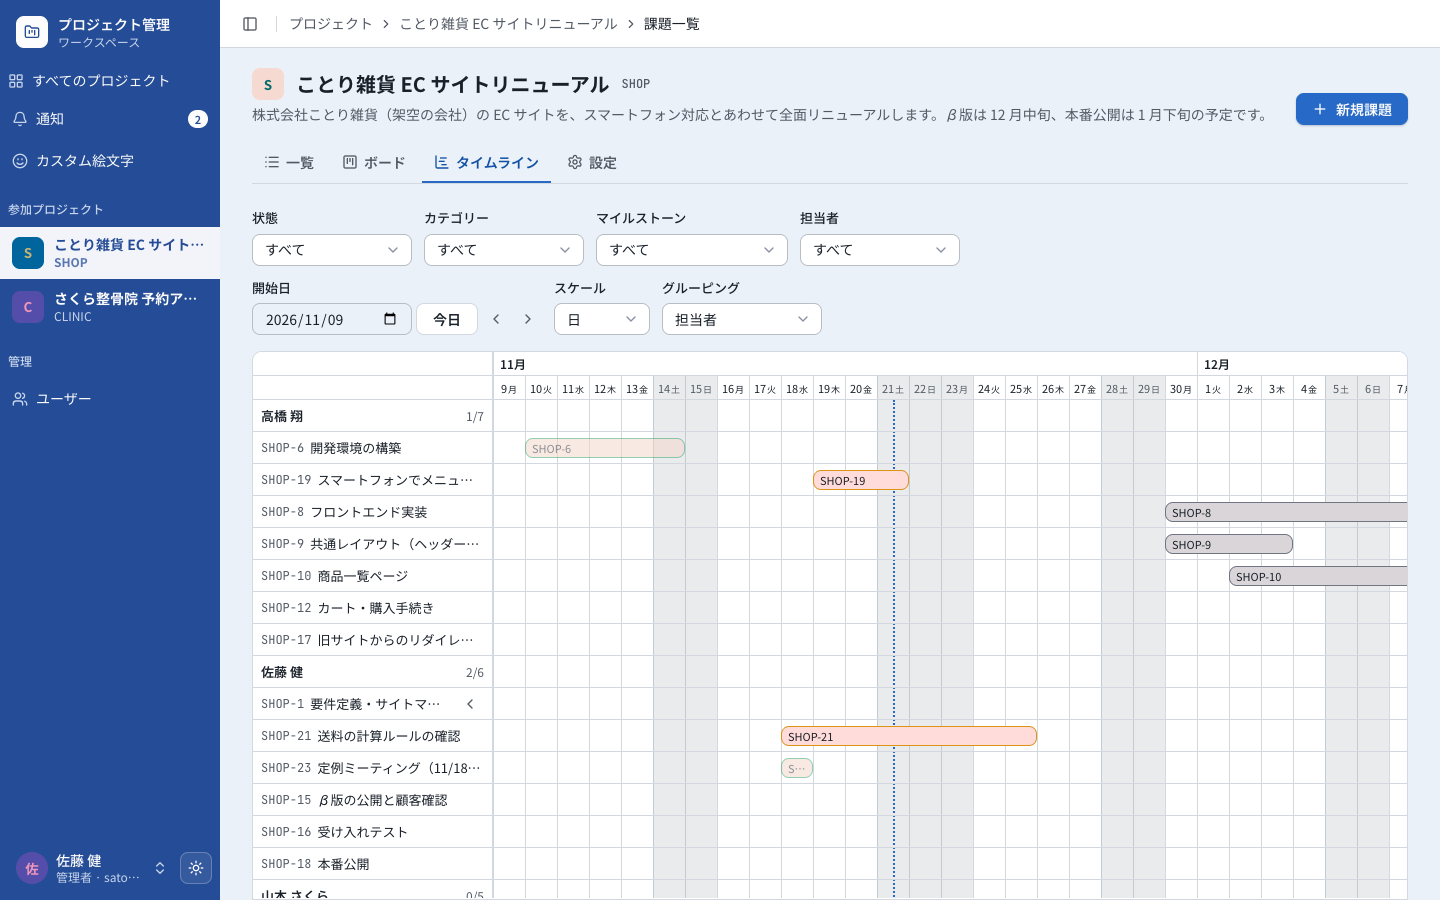 プロジェクト管理
ワークスペース
すべてのプロジェクト
通知 2
カスタム絵文字
参加プロジェクト
S ことり雑貨 EC サイト…
SHOP
C さくら整骨院 予約ア…
CLINIC
管理
ユーザー
佐 佐藤 健
管理者 · sato…
プロジェクト > ことり雑貨 EC サイトリニューアル > 課題一覧
S ことり雑貨 EC サイトリニューアル SHOP
株式会社ことり雑貨（架空の会社）の EC サイトを、スマートフォン対応とあわせて全面リニューアルします。β 版は 12 月中旬、本番公開は 1 月下旬の予定です。
新規課題
一覧 ボード タイムライン 設定
状態 カテゴリー マイルストーン 担当者
すべて すべて すべて すべて
開始日 スケール グルーピング
2026/11/09 今日 日 担当者
11月 12月
9月 10火 11水 12木 13金 14土 15日 16月 17火 18水 19木 20金 21土 22日 23月 24火 25水 26木 27金 28土 29日 30月 1火 2水 3木 4金 5土 6日
高橋 翔 1/7
SHOP-6 開発環境の構築 SHOP-6
SHOP-19 スマートフォンでメニュ… SHOP-19
SHOP-8 フロントエンド実装 SHOP-8
SHOP-9 共通レイアウト（ヘッダー… SHOP-9
SHOP-10 商品一覧ページ SHOP-10
SHOP-12 カート・購入手続き
SHOP-17 旧サイトからのリダイレ…
佐藤 健 2/6
SHOP-1 要件定義・サイトマ…
SHOP-21 送料の計算ルールの確認 SHOP-21
SHOP-23 定例ミーティング（11/18… S…
SHOP-15 β 版の公開と顧客確認
SHOP-16 受け入れテスト
SHOP-18 本番公開
山本 さくら 0/5